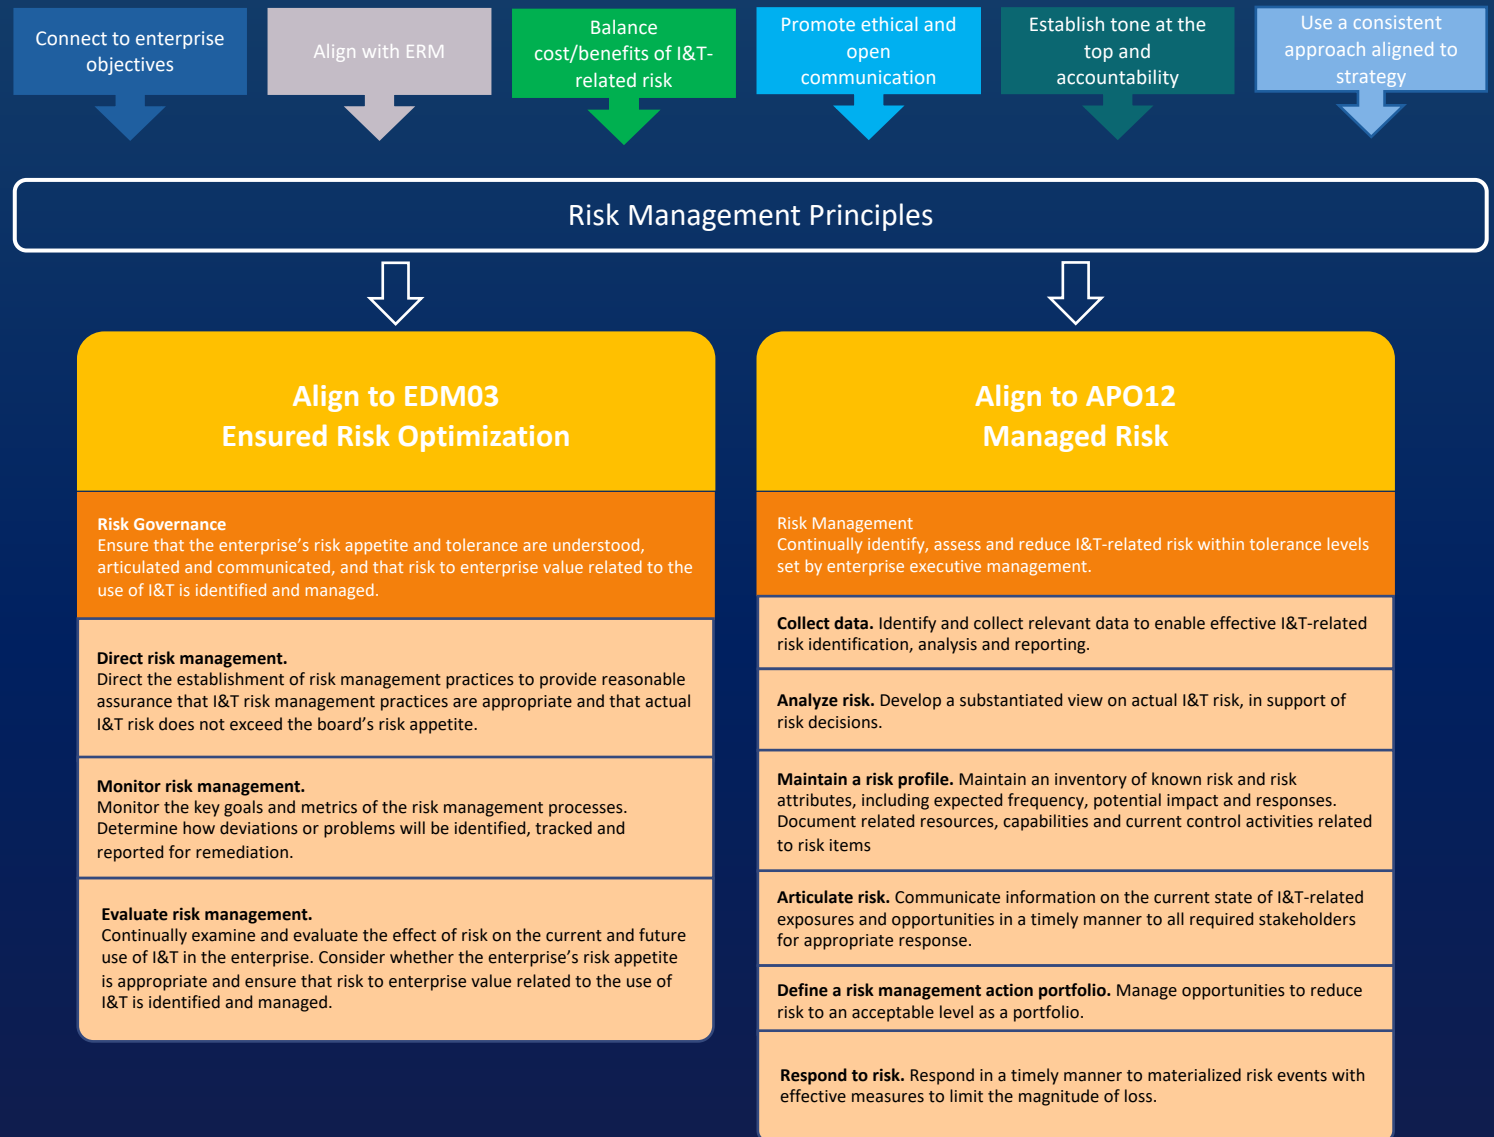 Connect to enterprise
objectives
Align with ERM
Balance
cost/benefits of I&T-
related risk
Promote ethical and
open
communication
Establish tone at the
top and
accountability
Use a consistent
approach aligned to
strategy
Risk Management Principles
Align to EDM03
Ensured Risk Optimization
Risk Governance
Ensure that the enterprise's risk appetite and tolerance are understood,
articulated and communicated, and that risk to enterprise value related to the
use of I&T is identified and managed.
Direct risk management.
Direct the establishment of risk management practices to provide reasonable
assurance that I&T risk management practices are appropriate and that actual
I&T risk does not exceed the board's risk appetite.
Monitor risk management.
Monitor the key goals and metrics of the risk management processes.
Determine how deviations or problems will be identified, tracked and
reported for remediation.
Evaluate risk management.
Continually examine and evaluate the effect of risk on the current and future
use of I&T in the enterprise. Consider whether the enterprise's risk appetite
is appropriate and ensure that risk to enterprise value related to the use of
I&T is identified and managed.
Align to APO12
Managed Risk
Risk Management
Continually identify, assess and reduce I&T-related risk within tolerance levels
set by enterprise executive management.
Collect data. Identify and collect relevant data to enable effective I&T-related
risk identification, analysis and reporting.
Analyze risk. Develop a substantiated view on actual I&T risk, in support of
risk decisions.
Maintain a risk profile. Maintain an inventory of known risk and risk
attributes, including expected frequency, potential impact and responses.
Document related resources, capabilities and current control activities related
to risk items
Articulate risk. Communicate information on the current state of I&T-related
exposures and opportunities in a timely manner to all required stakeholders
for appropriate response.
Define a risk management action portfolio. Manage opportunities to reduce
risk to an acceptable level as a portfolio.
Respond to risk. Respond in a timely manner to materialized risk events with
effective measures to limit the magnitude of loss.